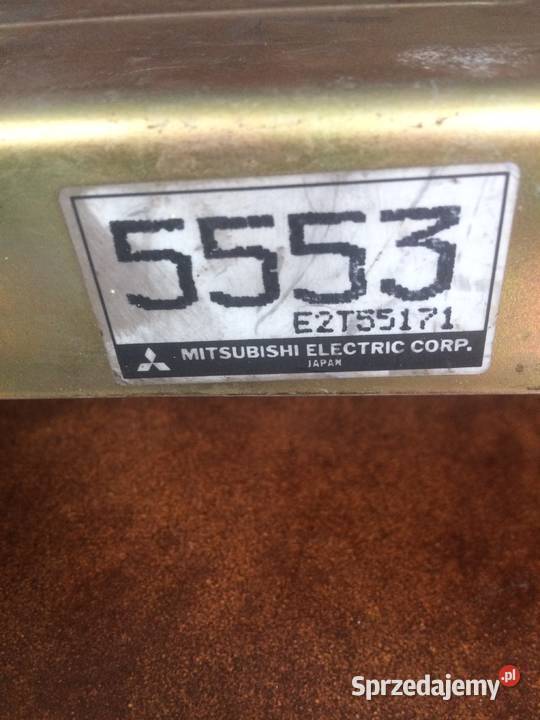 5553
E2T55171
MITSUBISHI ELECTRIC CORP.
JAPAN
Sprzedajemy.pl